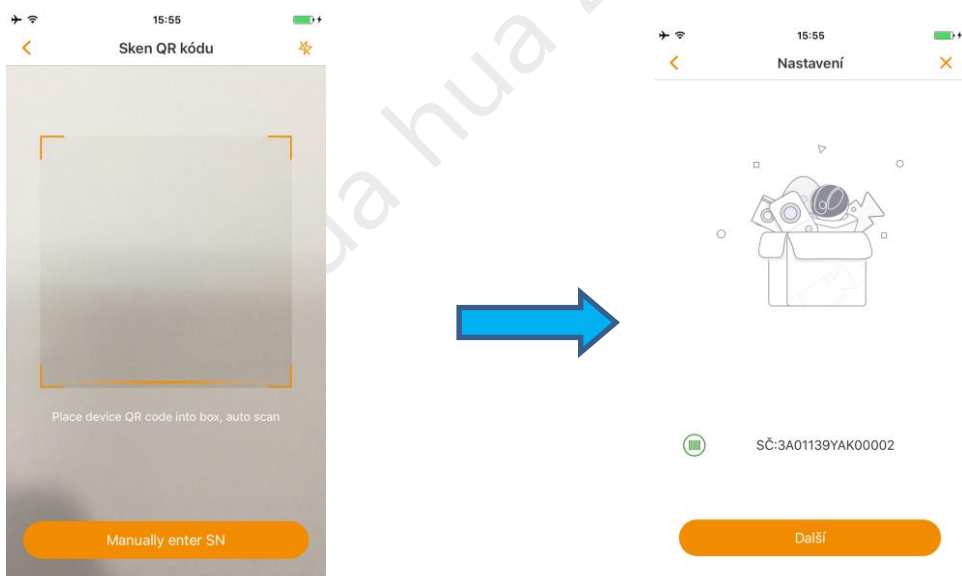 15:55
Sken QR kódu
Place device QR code into box, auto scan
Manually enter SN
15:55
Nastavení
SČ:3A01139YAK00002
Další